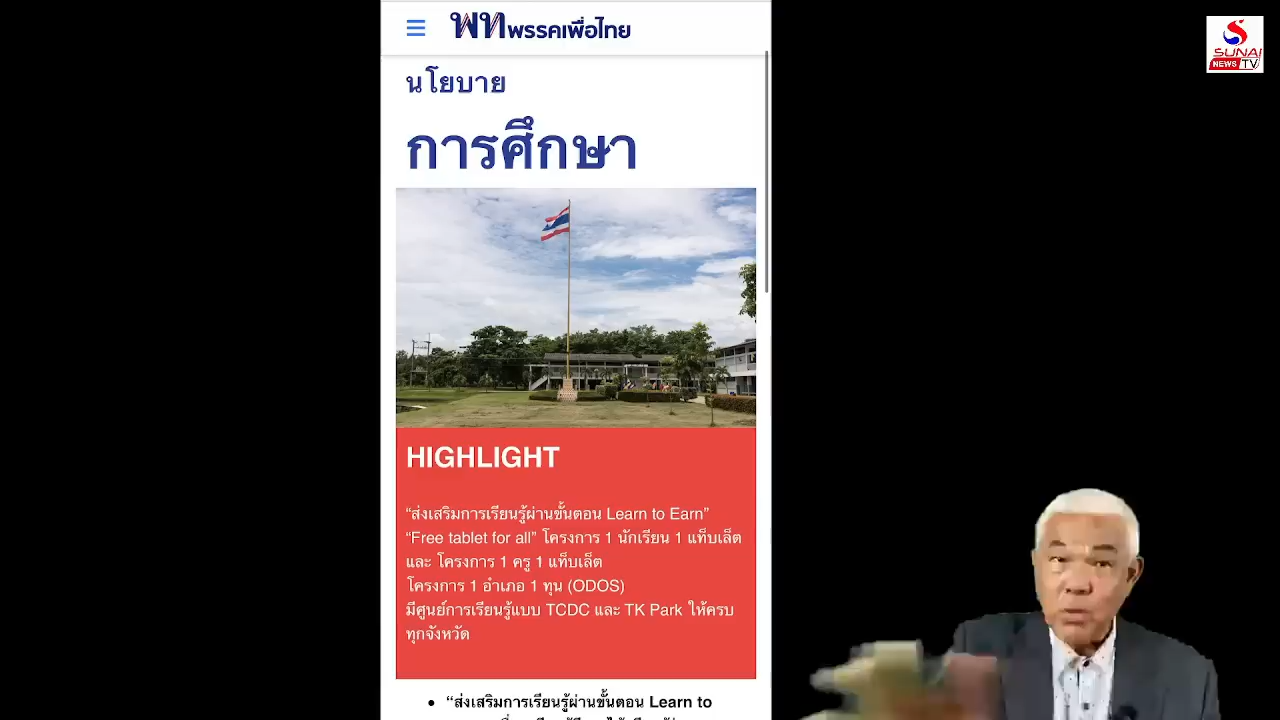 พท พรรคเพื่อไทย
SUNAI
NEWS TV
นโยบาย
การศึกษา
HIGHLIGHT
“ส่งเสริมการเรียนรู้ผ่านขั้นตอน Learn to Earn”
“Free tablet for all” โครงการ 1 นักเรียน 1 แท็บเล็ต
และ โครงการ 1 ครู 1 แท็บเล็ต
โครงการ 1 อำเภอ 1 ทุน (ODOS)
มีศูนย์การเรียนรู้แบบ TCDC และ TK Park ให้ครบ
ทุกจังหวัด
• “ส่งเสริมการเรียนรู้ผ่านขั้นตอน Learn to